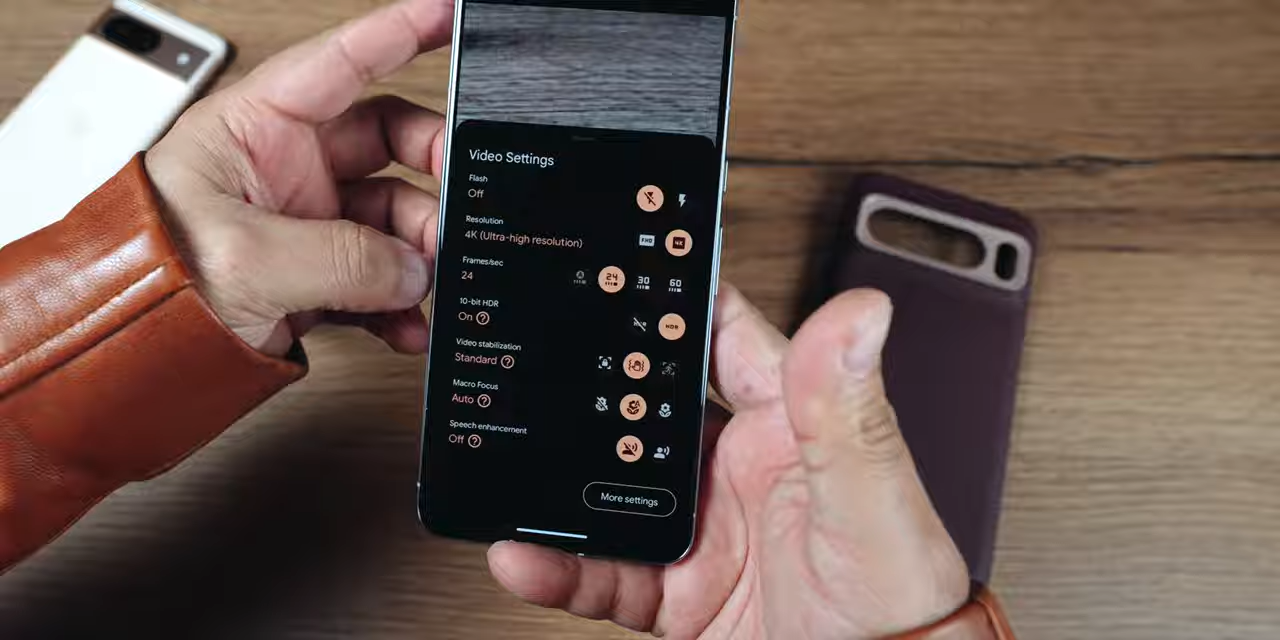 Video Settings
Flash
Off
Resolution
4K (Ultra-high resolution)
FHD 4K
Frames/sec
24
24 30 60
10-bit HDR
On
HDR HDR
Video stabilization
Standard
Macro Focus
Auto
Speech enhancement
Off
More settings